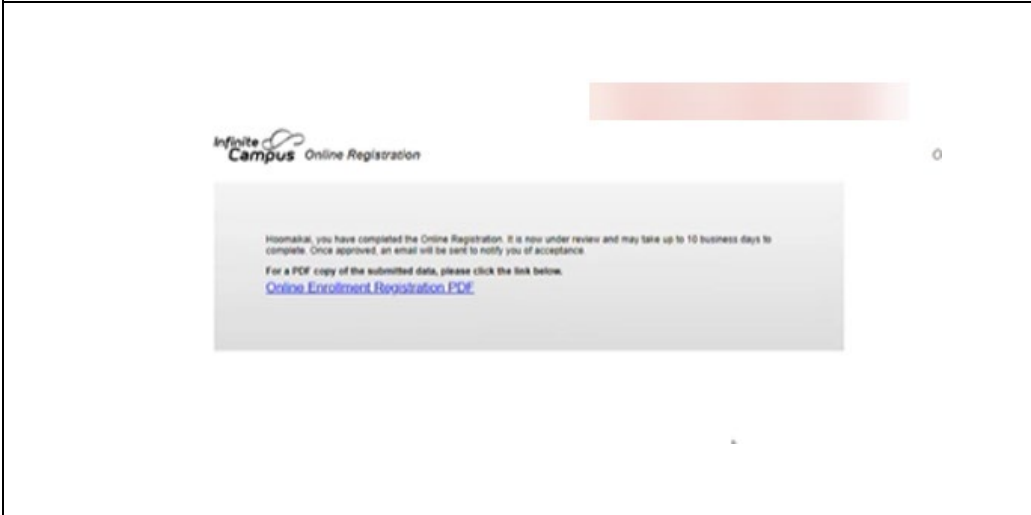 Infinite
Campus Online Registration
O
Hoomaikai, you have completed the Online Registration. It is now under review and may take up to 10 business days to
complete. Once approved, an email will be sent to notify you of acceptance.
For a PDF copy of the submitted data, please click the link below.
Online Enrollment Registration PDF